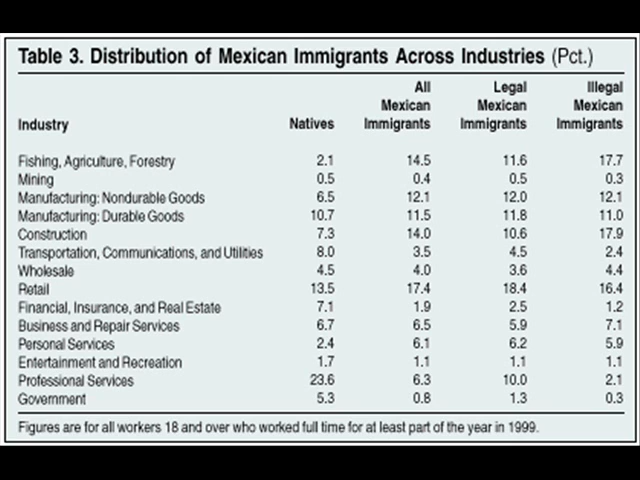 Table 3. Distribution of Mexican Immigrants Across Industries (Pct.)
All Legal Illegal
Mexican Mexican Mexican
Industry Natives Immigrants Immigrants Immigrants
Fishing, Agriculture, Forestry 2.1 14.5 11.6 17.7
Mining 0.5 0.4 0.5 0.3
Manufacturing: Nondurable Goods 6.5 12.1 12.0 12.1
Manufacturing: Durable Goods 10.7 11.5 11.8 11.0
Construction 7.3 14.0 10.6 17.9
Transportation, Communications, and Utilities 8.0 3.5 4.5 2.4
Wholesale 4.5 4.0 3.6 4.4
Retail 13.5 17.4 18.4 16.4
Financial, Insurance, and Real Estate 7.1 1.9 2.5 1.2
Business and Repair Services 6.7 6.5 5.9 7.1
Personal Services 2.4 6.1 6.2 5.9
Entertainment and Recreation 1.7 1.1 1.1 1.1
Professional Services 23.6 6.3 10.0 2.1
Government 5.3 0.8 1.3 0.3
Figures are for all workers 18 and over who worked full time for at least part of the year in 1999.